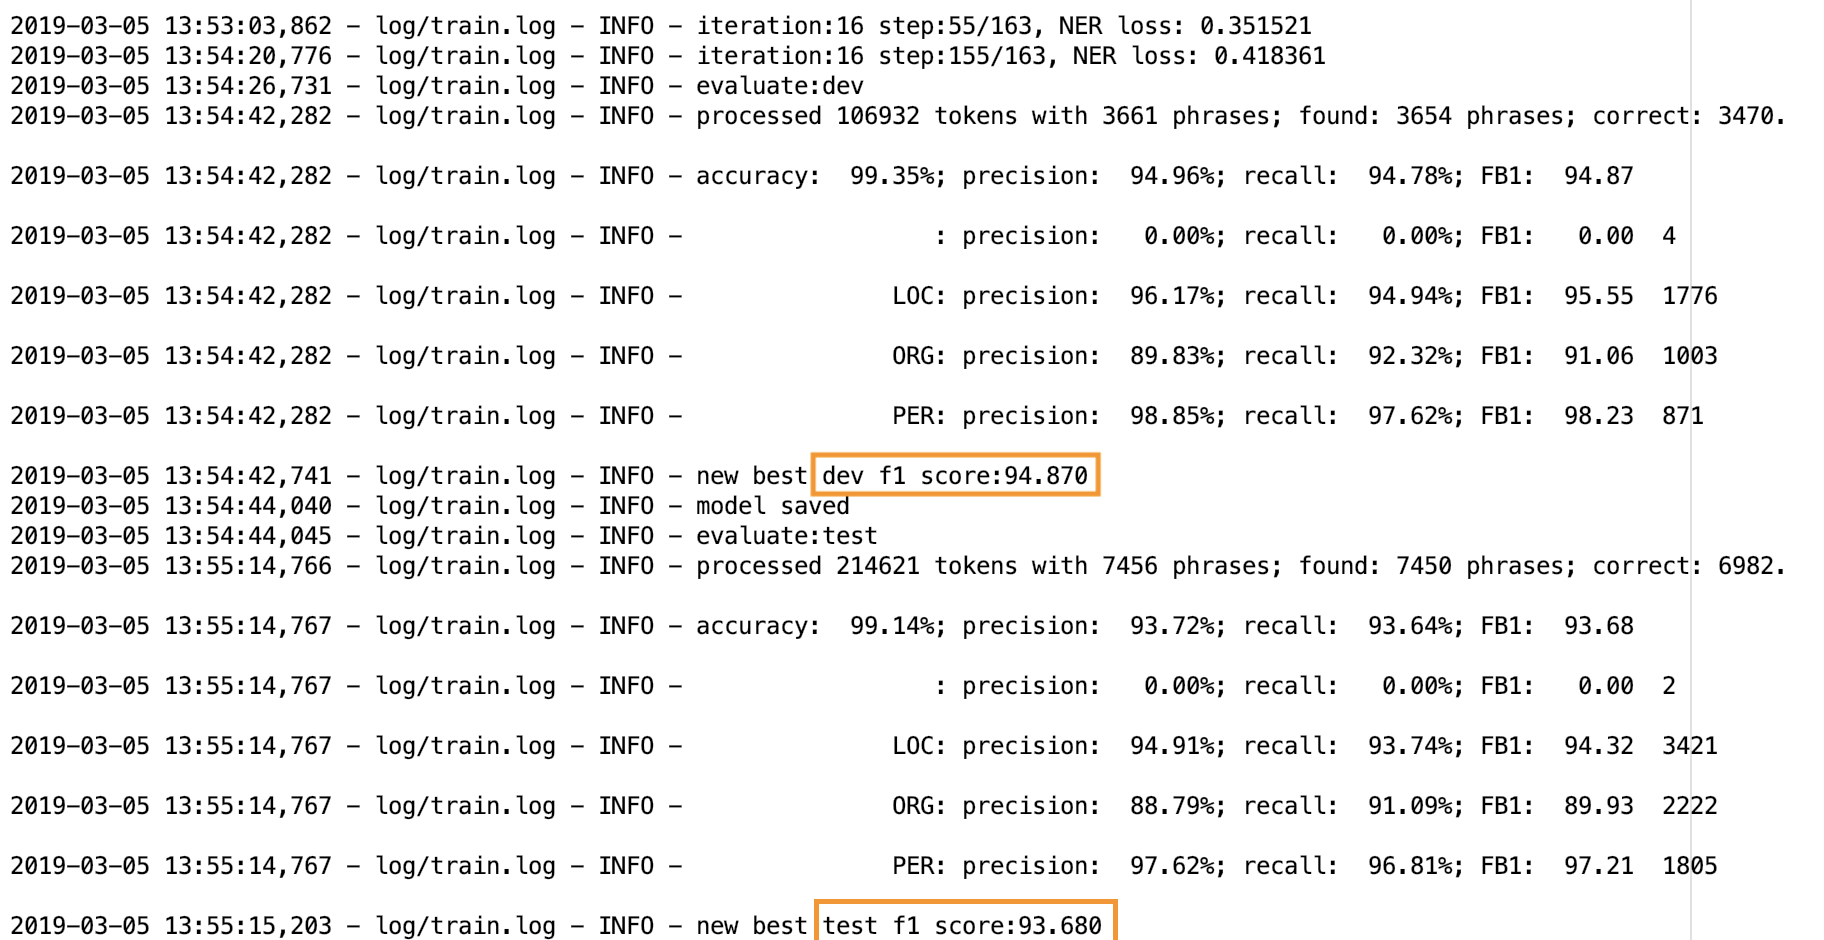 2019-03-05 13:53:03,862 - log/train.log - INFO - iteration:16 step:55/163, NER loss: 0.351521
2019-03-05 13:54:20,776 - log/train.log - INFO - iteration:16 step:155/163, NER loss: 0.418361
2019-03-05 13:54:26,731 - log/train.log - INFO - evaluate:dev
2019-03-05 13:54:42,282 - log/train.log - INFO - processed 106932 tokens with 3661 phrases; found: 3654 phrases; correct: 3470.
2019-03-05 13:54:42,282 - log/train.log - INFO - accuracy:  99.35%; precision:  94.96%; recall:  94.78%; FB1:  94.87
2019-03-05 13:54:42,282 - log/train.log - INFO -                  : precision:   0.00%; recall:   0.00%; FB1:   0.00  4
2019-03-05 13:54:42,282 - log/train.log - INFO -               LOC: precision:  96.17%; recall:  94.94%; FB1:  95.55  1776
2019-03-05 13:54:42,282 - log/train.log - INFO -               ORG: precision:  89.83%; recall:  92.32%; FB1:  91.06  1003
2019-03-05 13:54:42,282 - log/train.log - INFO -               PER: precision:  98.85%; recall:  97.62%; FB1:  98.23  871
2019-03-05 13:54:42,741 - log/train.log - INFO - new best dev f1 score:94.870
2019-03-05 13:54:44,040 - log/train.log - INFO - model saved
2019-03-05 13:54:44,045 - log/train.log - INFO - evaluate:test
2019-03-05 13:55:14,766 - log/train.log - INFO - processed 214621 tokens with 7456 phrases; found: 7450 phrases; correct: 6982.
2019-03-05 13:55:14,767 - log/train.log - INFO - accuracy:  99.14%; precision:  93.72%; recall:  93.64%; FB1:  93.68
2019-03-05 13:55:14,767 - log/train.log - INFO -                  : precision:   0.00%; recall:   0.00%; FB1:   0.00  2
2019-03-05 13:55:14,767 - log/train.log - INFO -               LOC: precision:  94.91%; recall:  93.74%; FB1:  94.32  3421
2019-03-05 13:55:14,767 - log/train.log - INFO -               ORG: precision:  88.79%; recall:  91.09%; FB1:  89.93  2222
2019-03-05 13:55:14,767 - log/train.log - INFO -               PER: precision:  97.62%; recall:  96.81%; FB1:  97.21  1805
2019-03-05 13:55:15,203 - log/train.log - INFO - new best test f1 score:93.680